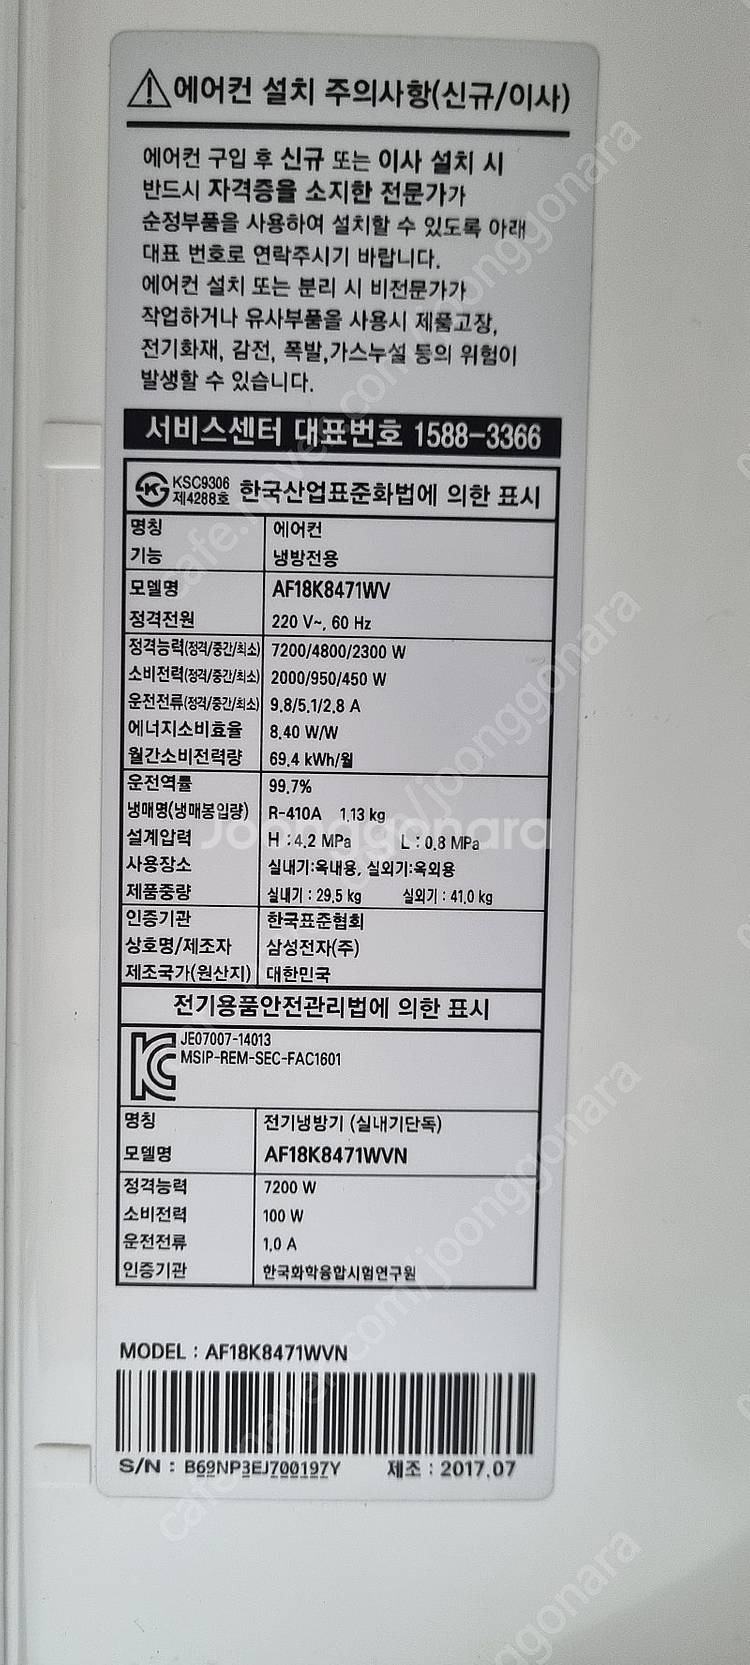 ⚠에어컨 설치 주의사항(신규/이사)
에어컨 구입 후 신규 또는 이사 설치 시
반드시 자격증을 소지한 전문가가
순정부품을 사용하여 설치할 수 있도록 아래
대표 번호로 연락주시기 바랍니다.
에어컨 설치 또는 분리 시 비전문가가
작업하거나 유사부품을 사용시 제품고장,
전기화재, 감전, 폭발,가스누설 등의 위험이
발생할 수 있습니다.
서비스센터 대표번호 1588-3366
KSC9306
제4288호 한국산업표준화법에 의한 표시
명칭 에어컨
기능 냉방전용
모델명 AF18K8471WV
정격전원 220 V~, 60 Hz
정격능력(정격/중간/최소) 7200/4800/2300 W
소비전력(정격/중간/최소) 2000/950/450 W
운전전류(정격/중간/최소) 9.8/5.1/2.8 A
에너지소비효율 8.40 W/W
월간소비전력량 69.4 kWh/월
운전역률 99.7%
냉매명(냉매봉입량) R-410A 1.13 kg
설계압력 H : 4.2 MPa L : 0.8 MPa
사용장소 실내기:옥내용, 실외기:옥외용
제품중량 실내기 : 29.5 kg 실외기 : 41.0 kg
인증기관 한국표준협회
상호명/제조자 삼성전자(주)
제조국가(원산지) 대한민국
전기용품안전관리법에 의한 표시
JE07007-14013
MSIP-REM-SEC-FAC1601
명칭 전기냉방기 (실내기단독)
모델명 AF18K8471WVN
정격능력 7200 W
소비전력 100 W
운전전류 1.0 A
인증기관 한국화학융합시험연구원
MODEL : AF18K8471WVN
S/N : B69NP3EJ700197Y 제조 : 2017.07
Joonggonara
cafe.naver.com/joonggonara
cafe.naver.com/joonggonara